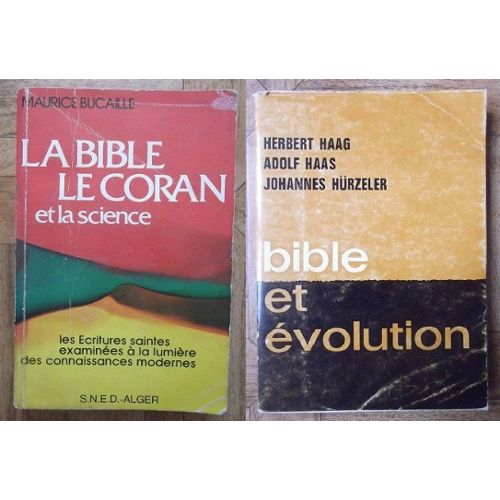 MAURICE BUCAILLE
LA BIBLE
LE CORAN
et la science
les Ecritures saintes
examinées à la lumière
des connaissances modernes
S.N.E.D.-ALGER
HERBERT HAAG
ADOLF HAAS
JOHANNES HÜRZELER
bible
et
évolution